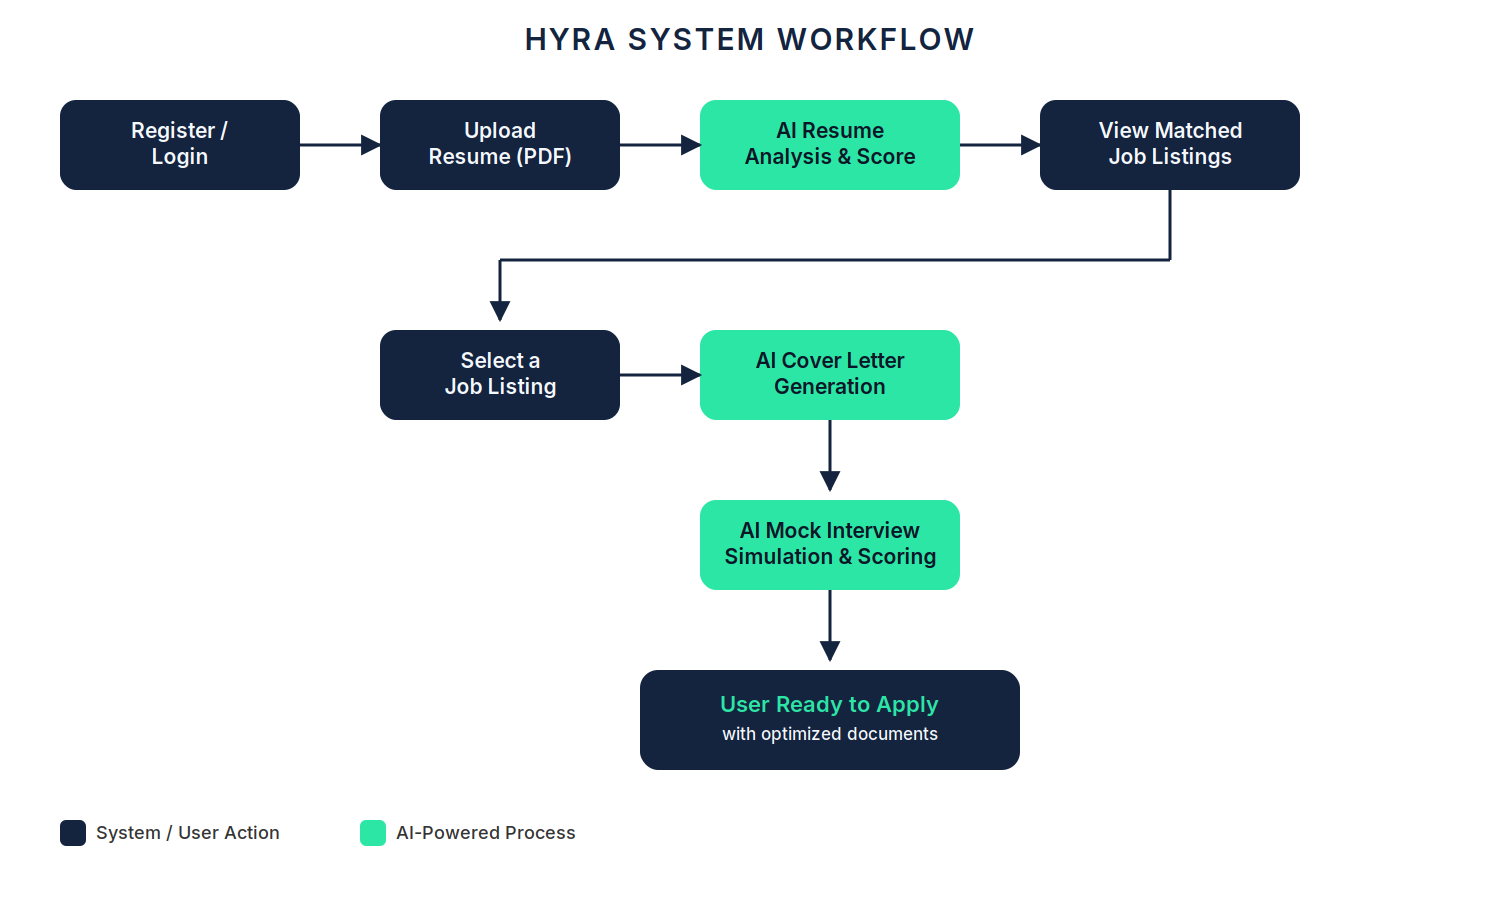 HYRA SYSTEM WORKFLOW
Register /
Login
Upload
Resume (PDF)
AI Resume
Analysis & Score
View Matched
Job Listings
Select a
Job Listing
AI Cover Letter
Generation
AI Mock Interview
Simulation & Scoring
User Ready to Apply
with optimized documents
System / User Action
AI-Powered Process